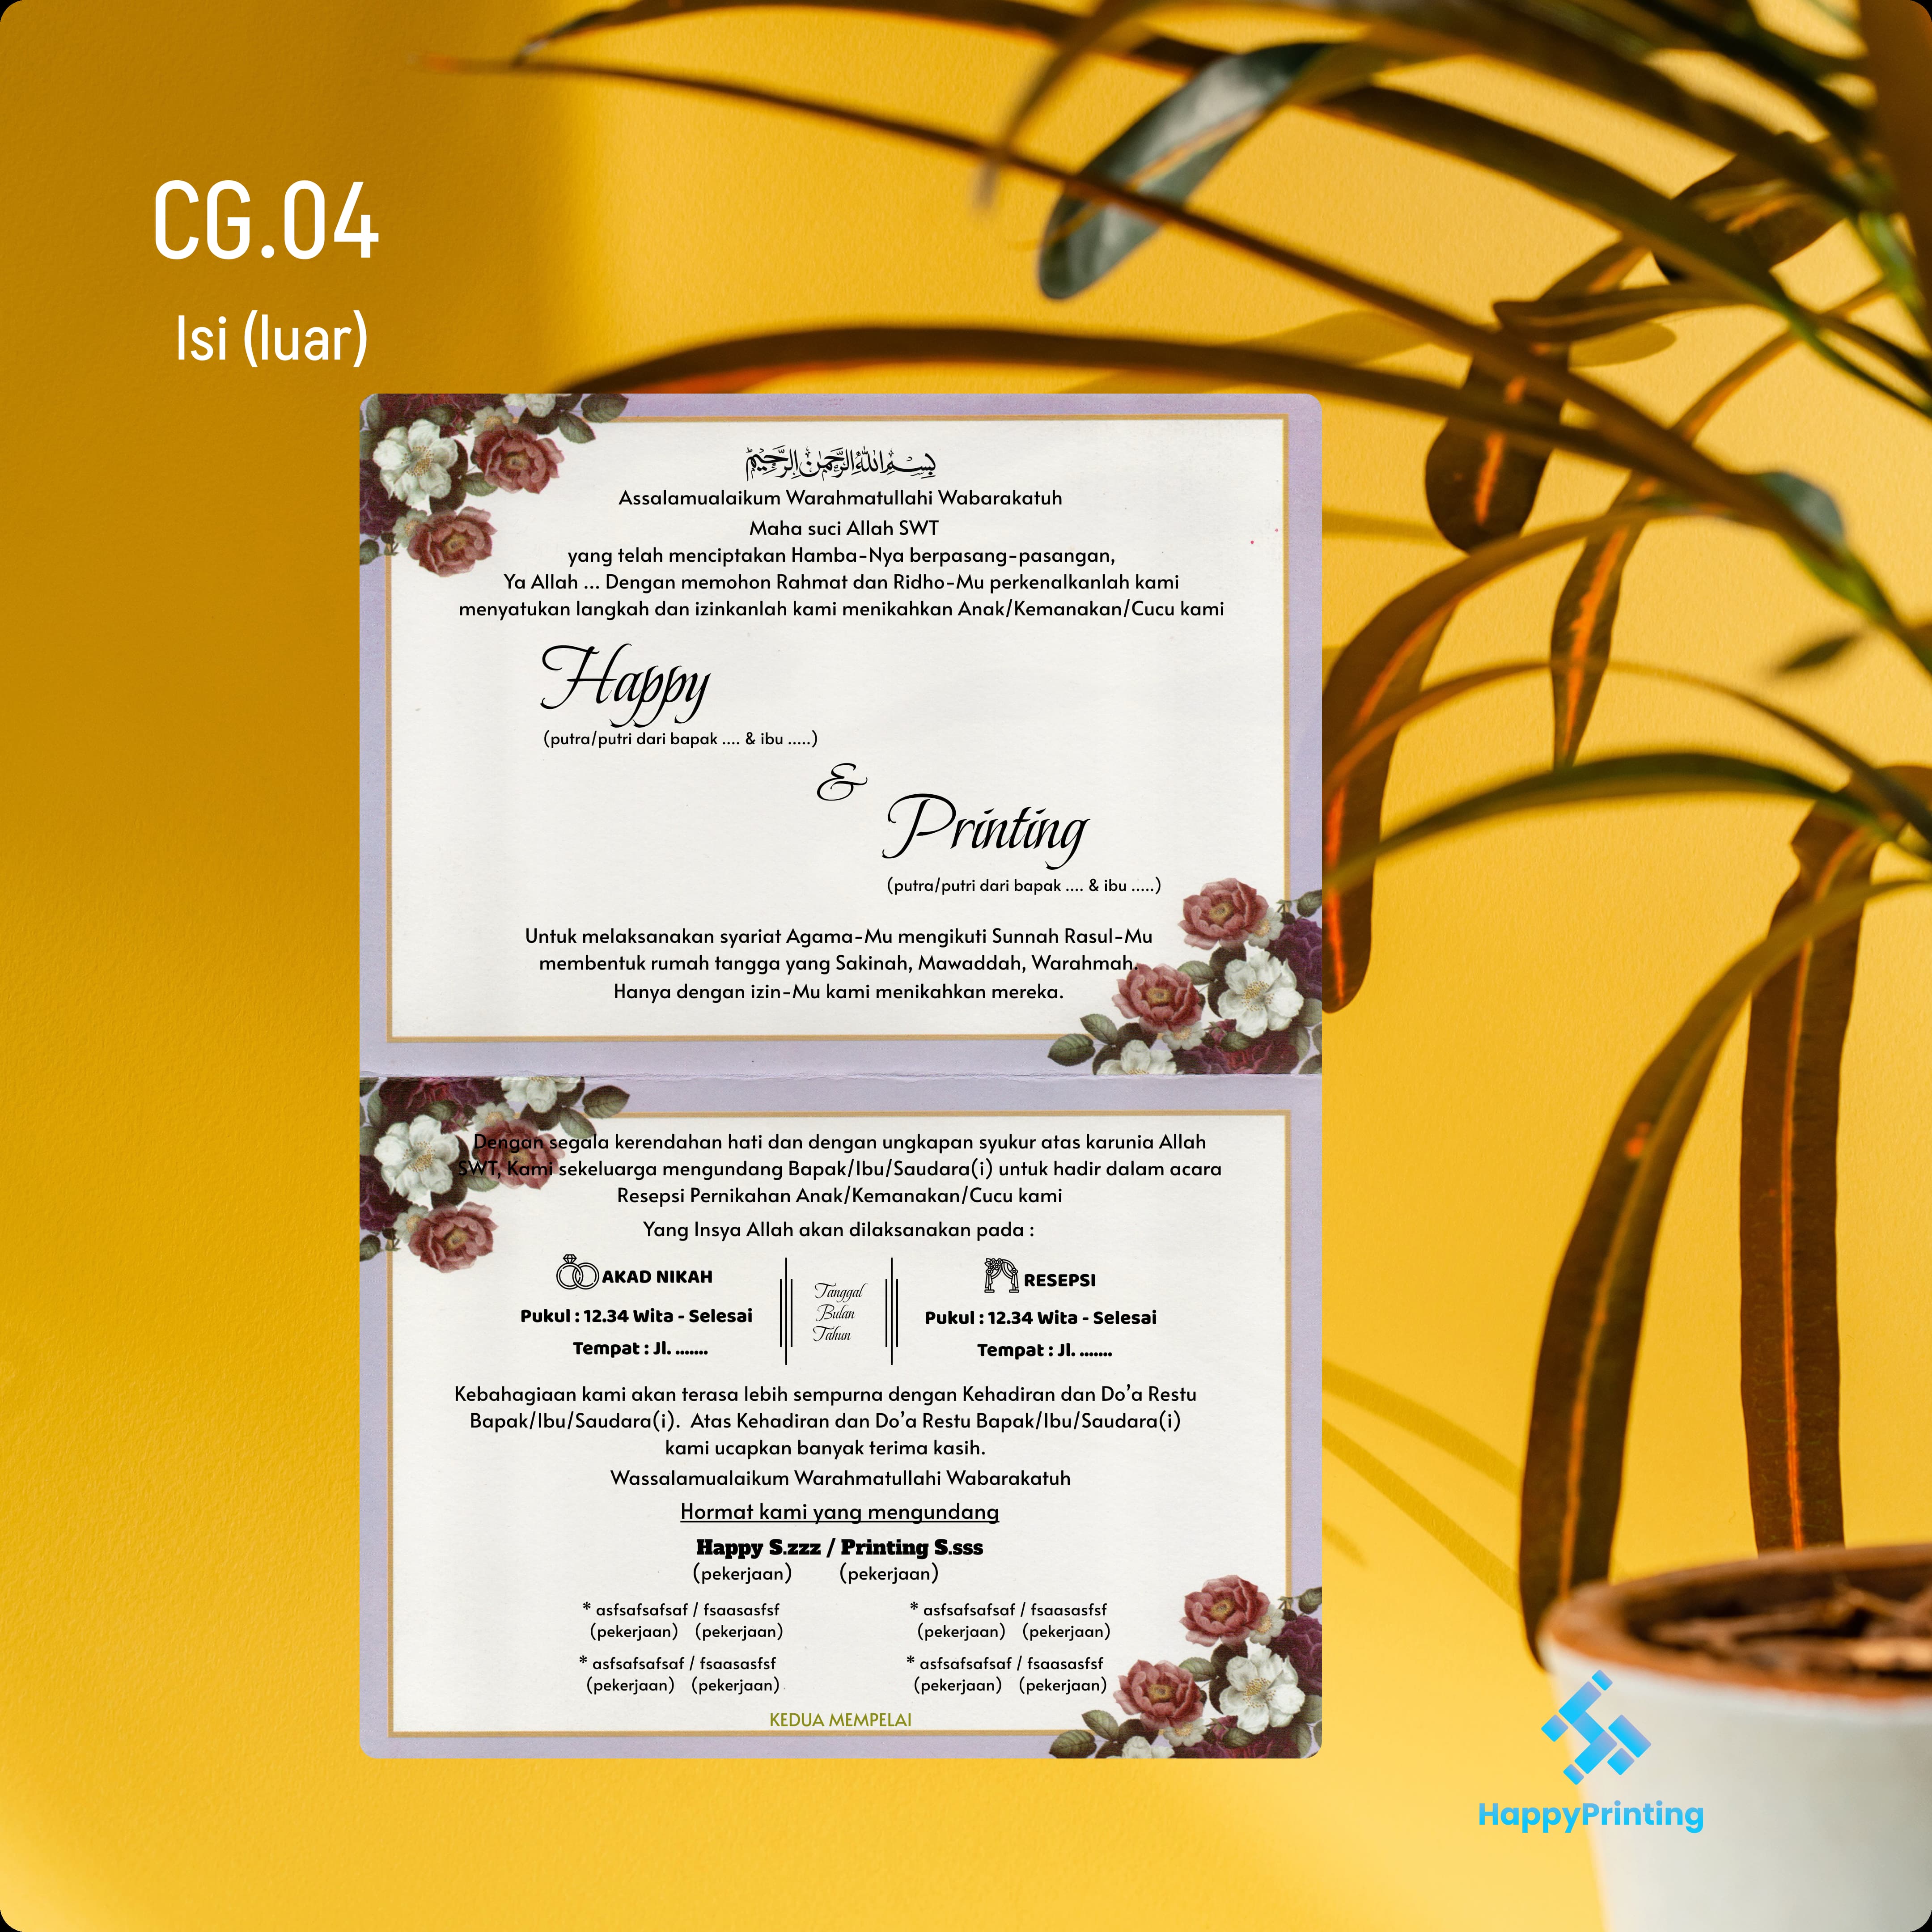 CG.04
Isi (luar)
بسم الله الرحمن الرحيم
Assalamualaikum Warahmatullahi Wabarakatuh
Maha suci Allah SWT
yang telah menciptakan Hamba-Nya berpasang-pasangan,
Ya Allah ... Dengan memohon Rahmat dan Ridho-Mu perkenalkanlah kami
menyatukan langkah dan izinkanlah kami menikahkan Anak/Kemanakan/Cucu kami
Happy
(putra/putri dari bapak .... & ibu .....)
&
Printing
(putra/putri dari bapak .... & ibu .....)
Untuk melaksanakan syariat Agama-Mu mengikuti Sunnah Rasul-Mu
membentuk rumah tangga yang Sakinah, Mawaddah, Warahmah.
Hanya dengan izin-Mu kami menikahkan mereka.
Dengan segala kerendahan hati dan dengan ungkapan syukur atas karunia Allah
SWT, Kami sekeluarga mengundang Bapak/Ibu/Saudara(i) untuk hadir dalam acara
Resepsi Pernikahan Anak/Kemanakan/Cucu kami
Yang Insya Allah akan dilaksanakan pada :
AKAD NIKAH
Pukul : 12.34 Wita - Selesai
Tempat : Jl. .......
Tanggal
Bulan
Tahun
RESEPSI
Pukul : 12.34 Wita - Selesai
Tempat : Jl. .......
Kebahagiaan kami akan terasa lebih sempurna dengan Kehadiran dan Do'a Restu
Bapak/Ibu/Saudara(i).  Atas Kehadiran dan Do'a Restu Bapak/Ibu/Saudara(i)
kami ucapkan banyak terima kasih.
Wassalamualaikum Warahmatullahi Wabarakatuh
Hormat kami yang mengundang
Happy S.zzz / Printing S.sss
(pekerjaan) (pekerjaan)
* asfsafsafsaf / fsaasasfsf
(pekerjaan) (pekerjaan)
* asfsafsafsaf / fsaasasfsf
(pekerjaan) (pekerjaan)
* asfsafsafsaf / fsaasasfsf
(pekerjaan) (pekerjaan)
* asfsafsafsaf / fsaasasfsf
(pekerjaan) (pekerjaan)
KEDUA MEMPELAI
HappyPrinting